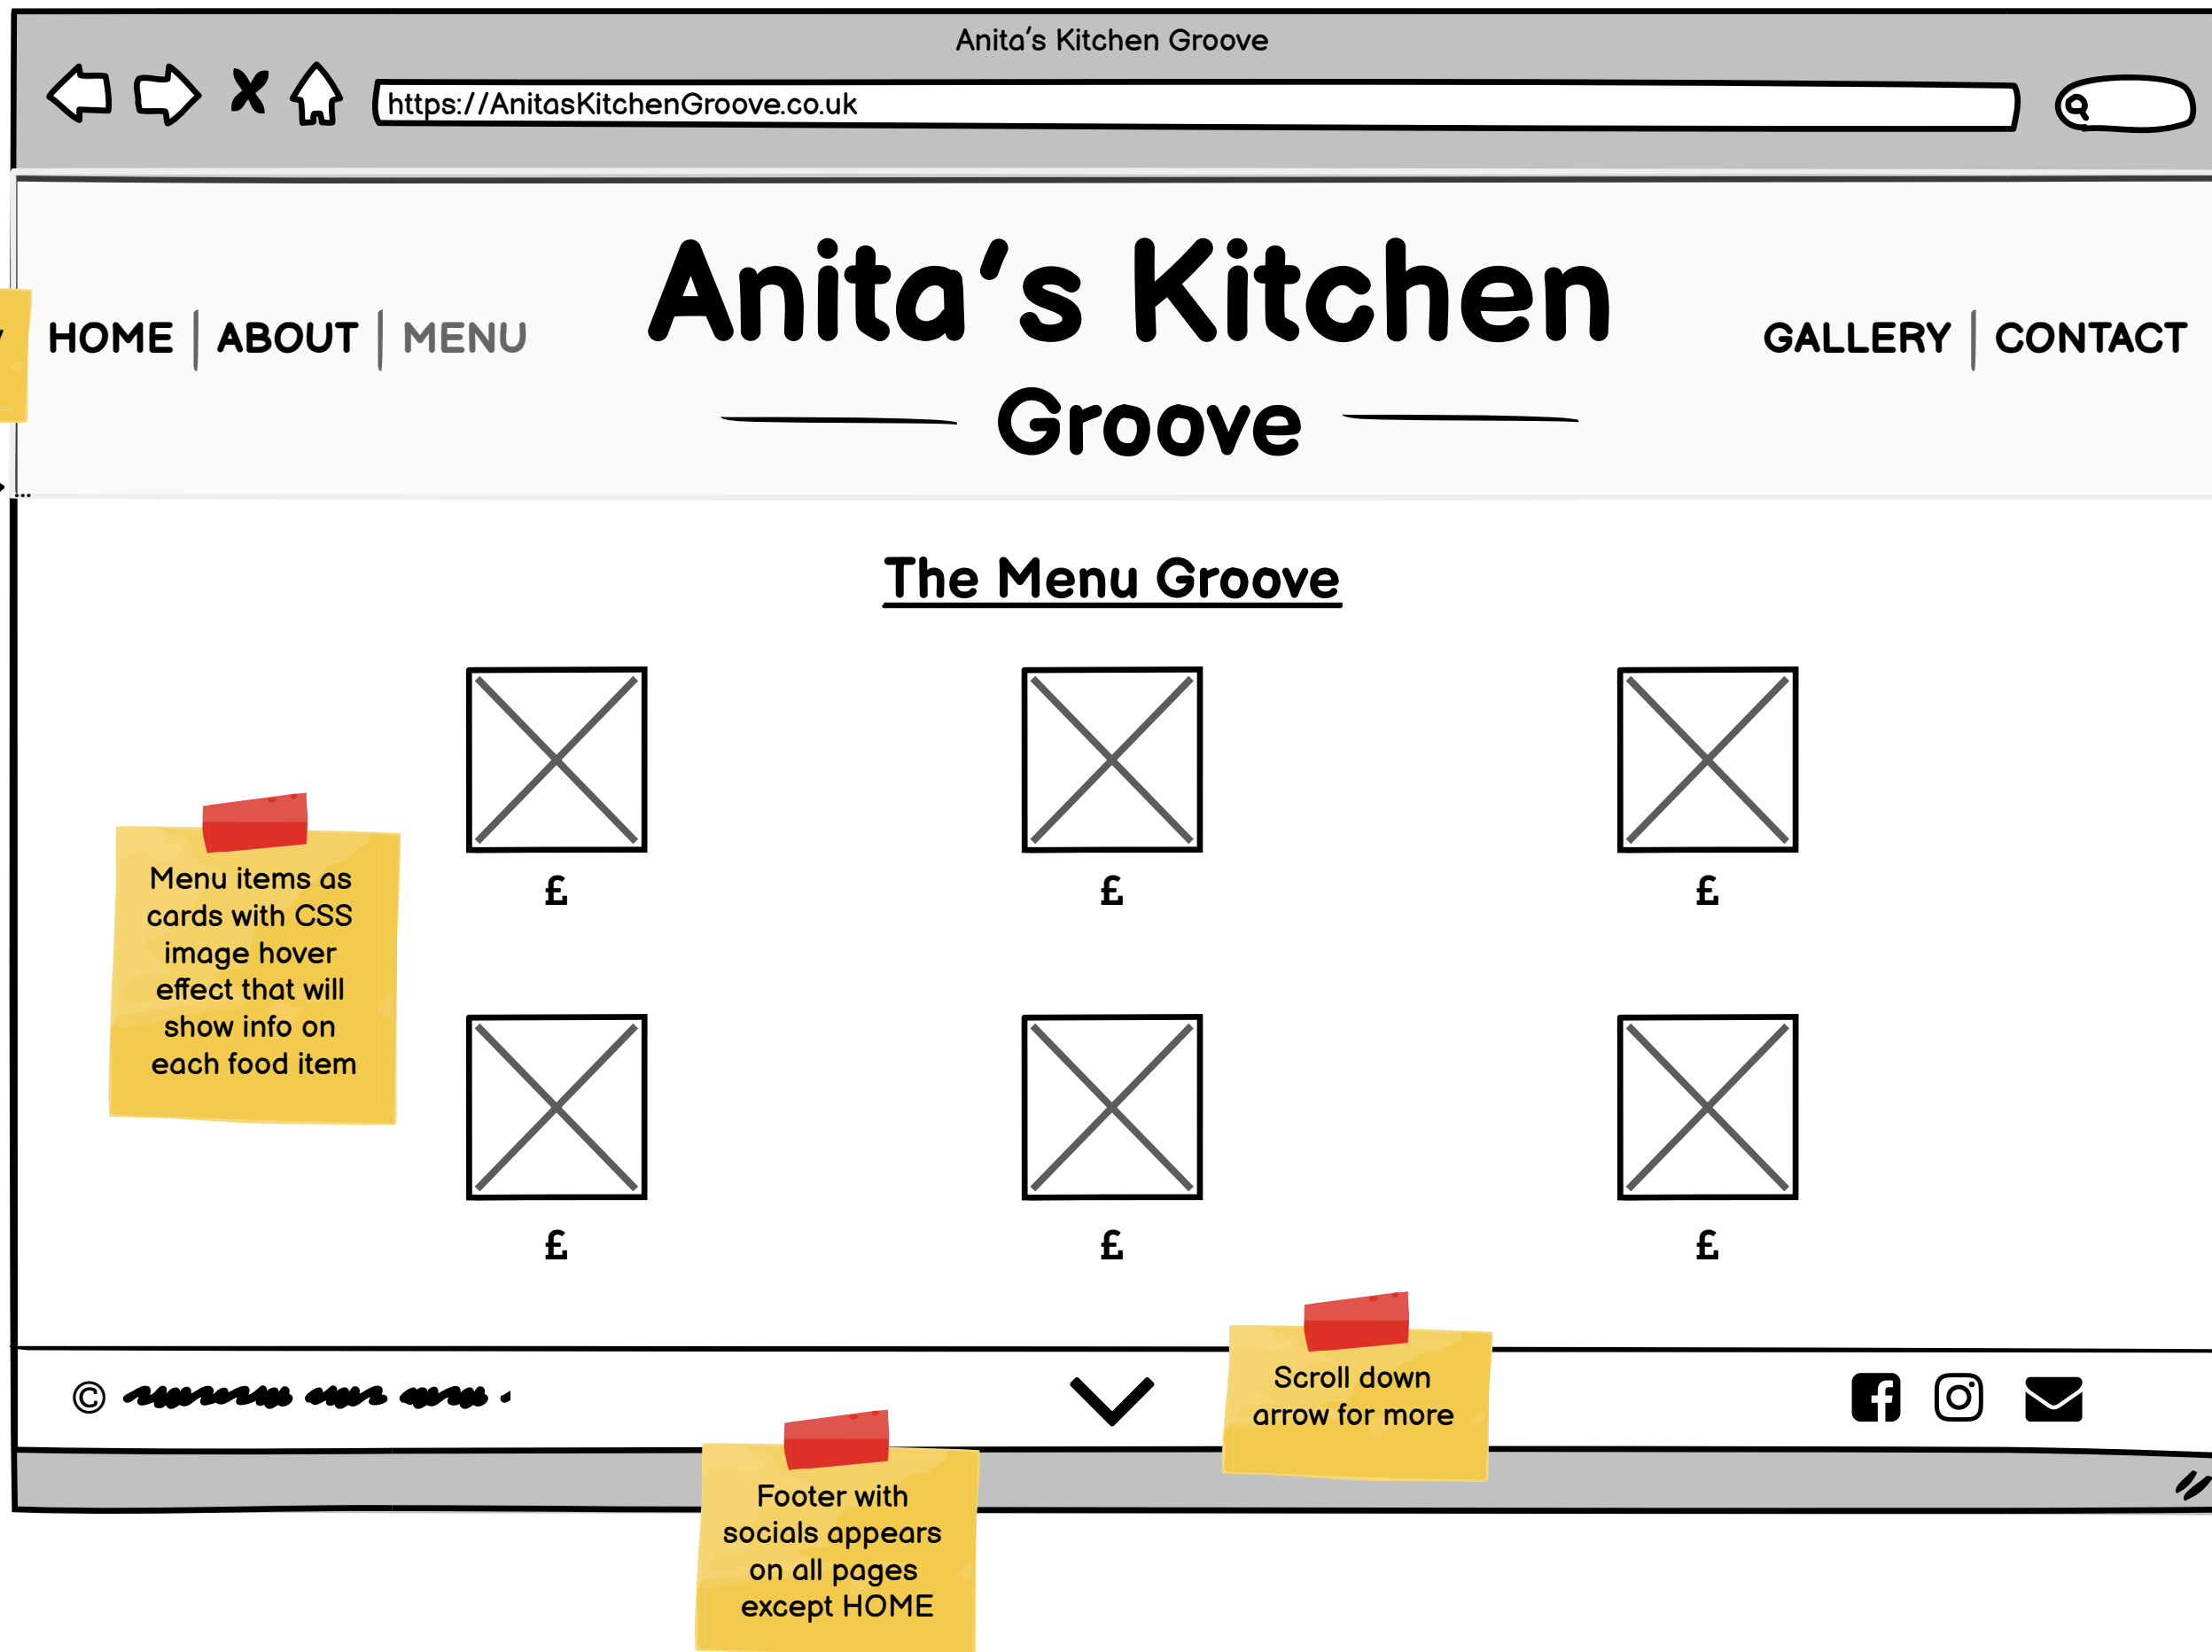 Anita's Kitchen Groove
https://AnitasKitchenGroove.co.uk
HOME | ABOUT | MENU
Anita's Kitchen
Groove
GALLERY | CONTACT
The Menu Groove
£ £ £
Menu items as
cards with CSS
image hover
effect that will
show info on
each food item
£ £ £
©
Scroll down
arrow for more
Footer with
socials appears
on all pages
except HOME